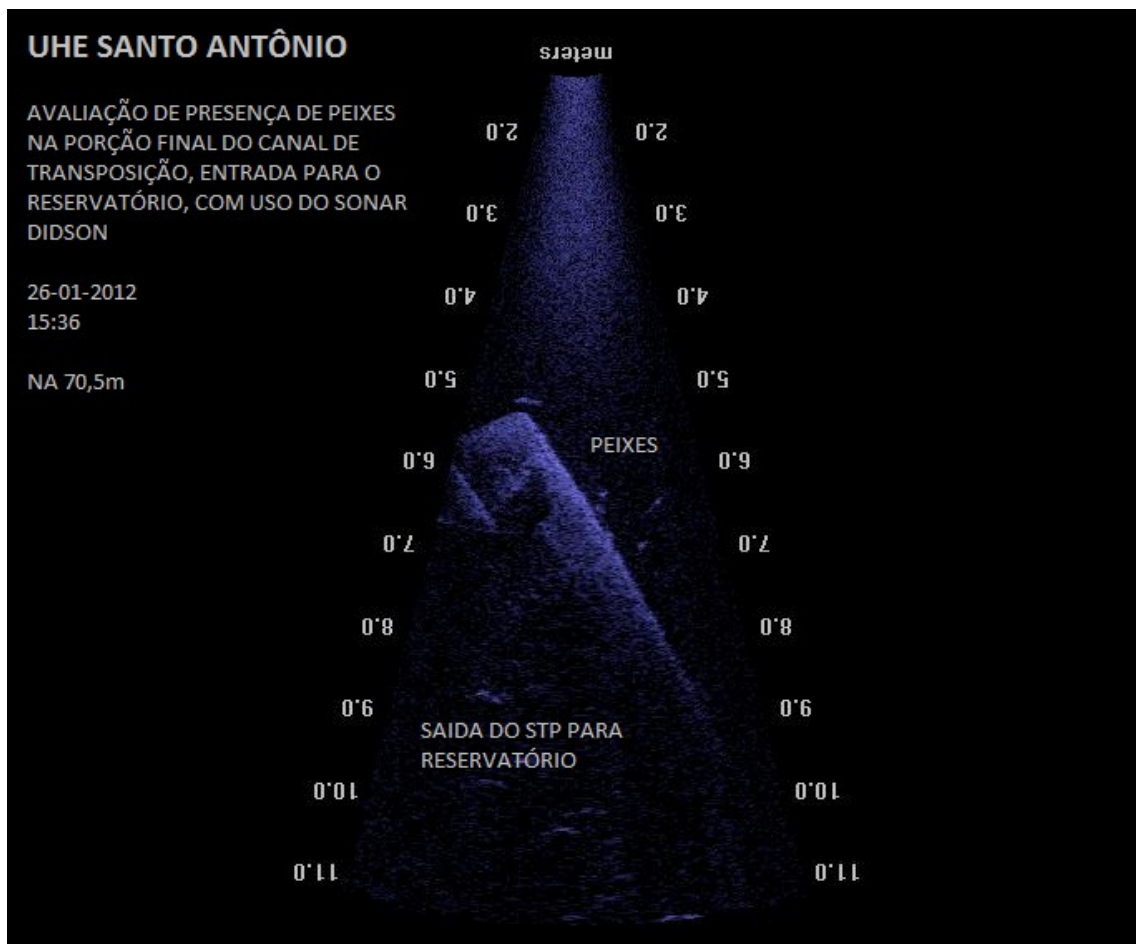 UHE SANTO ANTÔNIO
AVALIAÇÃO DE PRESENÇA DE PEIXES
NA PORÇÃO FINAL DO CANAL DE
TRANSPOSIÇÃO, ENTRADA PARA O
RESERVATÓRIO, COM USO DO SONAR
DIDSON
26-01-2012
15:36
NA 70,5m
meters
2.0 2.0
3.0 3.0
4.0 4.0
5.0 5.0
PEIXES
6.0 6.0
7.0 7.0
8.0 8.0
9.0 9.0
SAIDA DO STP PARA
RESERVATÓRIO
10.0 10.0
11.0 11.0